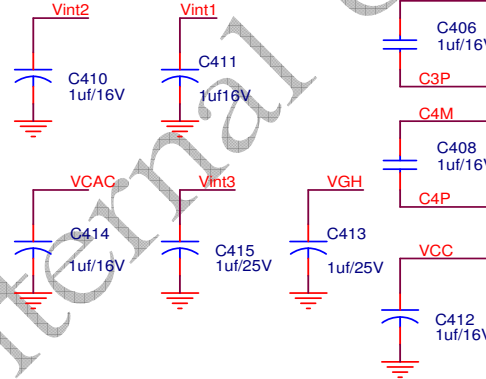 Vint2
C410
1uf/16V
Vint1
C411
1uf16V
C406
1uf/16V
C3P
C4M
C408
1uf/16V
C4P
VCAC
C414
1uf/16V
Vint3
C415
1uf/25V
VGH
C413
1uf/25V
VCC
C412
1uf/16V
nternal